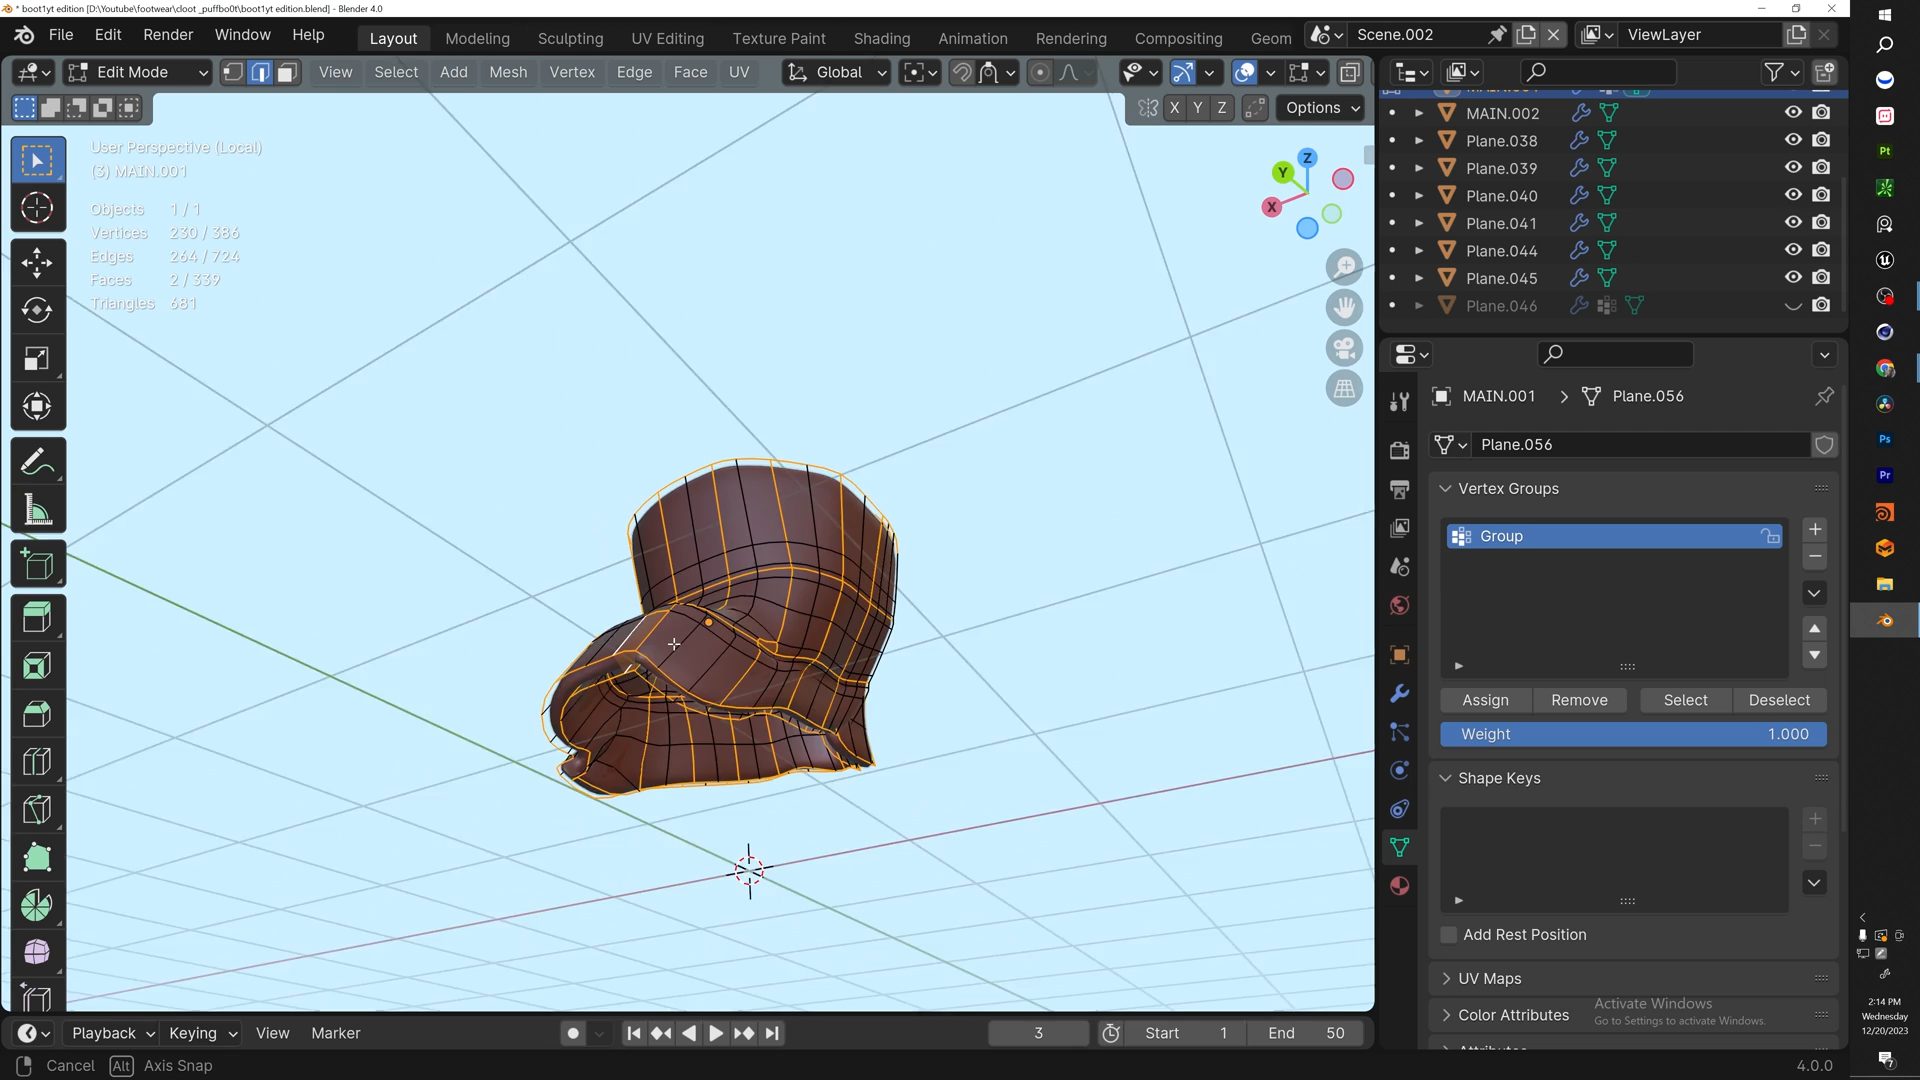 * boot1yt edition [D:\Youtube\footwear\cloot _puffbo0t\boot1yt edition.blend] - Blender 4.0
File Edit Render Window Help
Layout Modeling Sculpting UV Editing Texture Paint Shading Animation Rendering Compositing Geom
Scene.002
ViewLayer
Edit Mode
View Select Add Mesh Vertex Edge Face UV
Global
X Y Z
Options
User Perspective (Local)
(3) MAIN.001
Objects 1 / 1
Vertices 230 / 386
Edges 264 / 724
Faces 2 / 339
Triangles 681
Z
Y
X
MAIN.002
Plane.038
Plane.039
Plane.040
Plane.041
Plane.044
Plane.045
Plane.046
MAIN.001 > Plane.056
Plane.056
Vertex Groups
Group
Assign Remove Select Deselect
Weight 1.000
Shape Keys
Add Rest Position
UV Maps
Color Attributes
Activate Windows
Go to Settings to activate Windows.
Playback Keying View Marker
3
Start 1
End 50
Cancel Alt Axis Snap
4.0.0
Pt
Ps
Pr
2:14 PM
Wednesday
12/20/2023
7